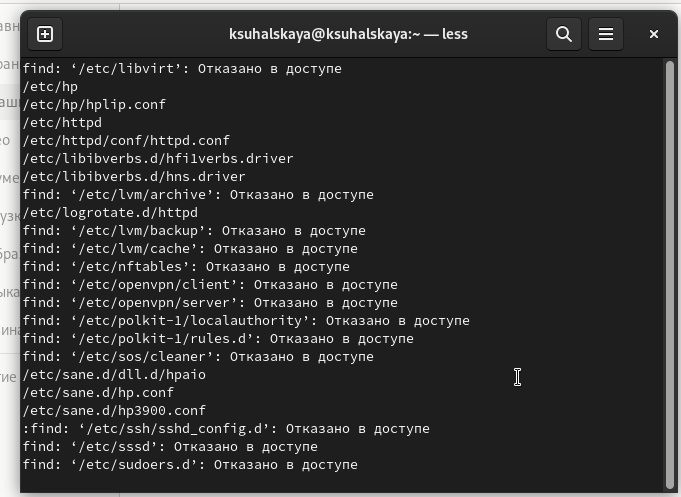 ksuhalskaya@ksuhalskaya:~ — less
find: ‘/etc/libvirt’: Отказано в доступе
/etc/hp
/etc/hp/hplip.conf
/etc/httpd
/etc/httpd/conf/httpd.conf
/etc/libibverbs.d/hfi1verbs.driver
/etc/libibverbs.d/hns.driver
find: ‘/etc/lvm/archive’: Отказано в доступе
/etc/logrotate.d/httpd
find: ‘/etc/lvm/backup’: Отказано в доступе
find: ‘/etc/lvm/cache’: Отказано в доступе
find: ‘/etc/nftables’: Отказано в доступе
find: ‘/etc/openvpn/client’: Отказано в доступе
find: ‘/etc/openvpn/server’: Отказано в доступе
find: ‘/etc/polkit-1/localauthority’: Отказано в доступе
find: ‘/etc/polkit-1/rules.d’: Отказано в доступе
find: ‘/etc/sos/cleaner’: Отказано в доступе
/etc/sane.d/dll.d/hpaio
/etc/sane.d/hp.conf
/etc/sane.d/hp3900.conf
:find: ‘/etc/ssh/sshd_config.d’: Отказано в доступе
find: ‘/etc/sssd’: Отказано в доступе
find: ‘/etc/sudoers.d’: Отказано в доступе